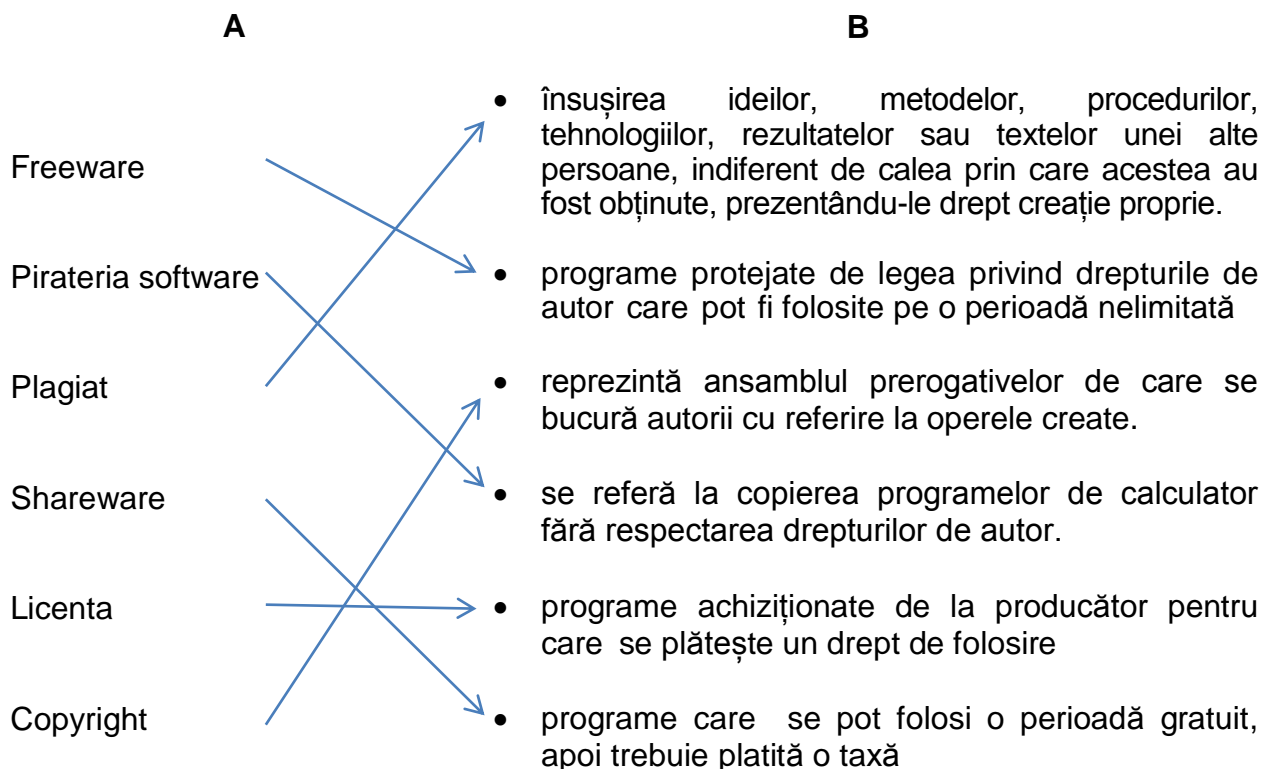 A
B
• însușirea ideilor, metodelor, procedurilor,
tehnologiilor, rezultatelor sau textelor unei alte
persoane, indiferent de calea prin care acestea au
fost obținute, prezentându-le drept creație proprie.
Freeware
• programe protejate de legea privind drepturile de
autor care pot fi folosite pe o perioadă nelimitată
Pirateria software
• reprezintă ansamblul prerogativelor de care se
bucură autorii cu referire la operele create.
Plagiat
• se referă la copierea programelor de calculator
fără respectarea drepturilor de autor.
Shareware
• programe achiziționate de la producător pentru
care se plătește un drept de folosire
Licenta
• programe care se pot folosi o perioadă gratuit,
apoi trebuie platită o taxă
Copyright